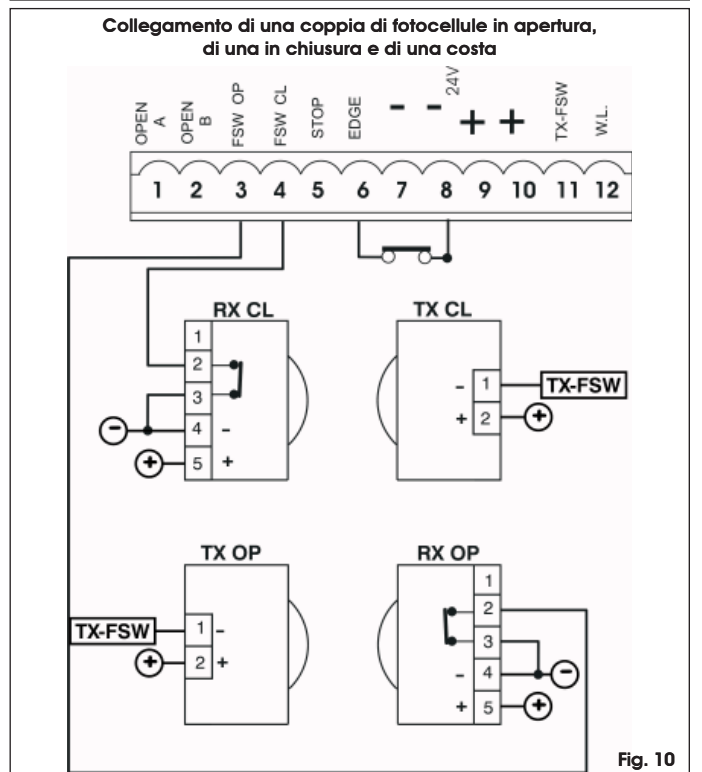 Collegamento di una coppia di fotocellule in apertura,
di una in chiusura e di una costa
OPEN A
OPEN B
FSW OP
FSW CL
STOP
EDGE
- - 24V + +
TX-FSW
W.L.
1 2 3 4 5 6 7 8 9 10 11 12
RX CL
1
2
3
4 -
5 +
-
+
TX CL
- 1
+ 2
TX-FSW
+
TX OP
1 -
2 +
TX-FSW
+
RX OP
1
2
3
- 4
+ 5
-
+
Fig. 10